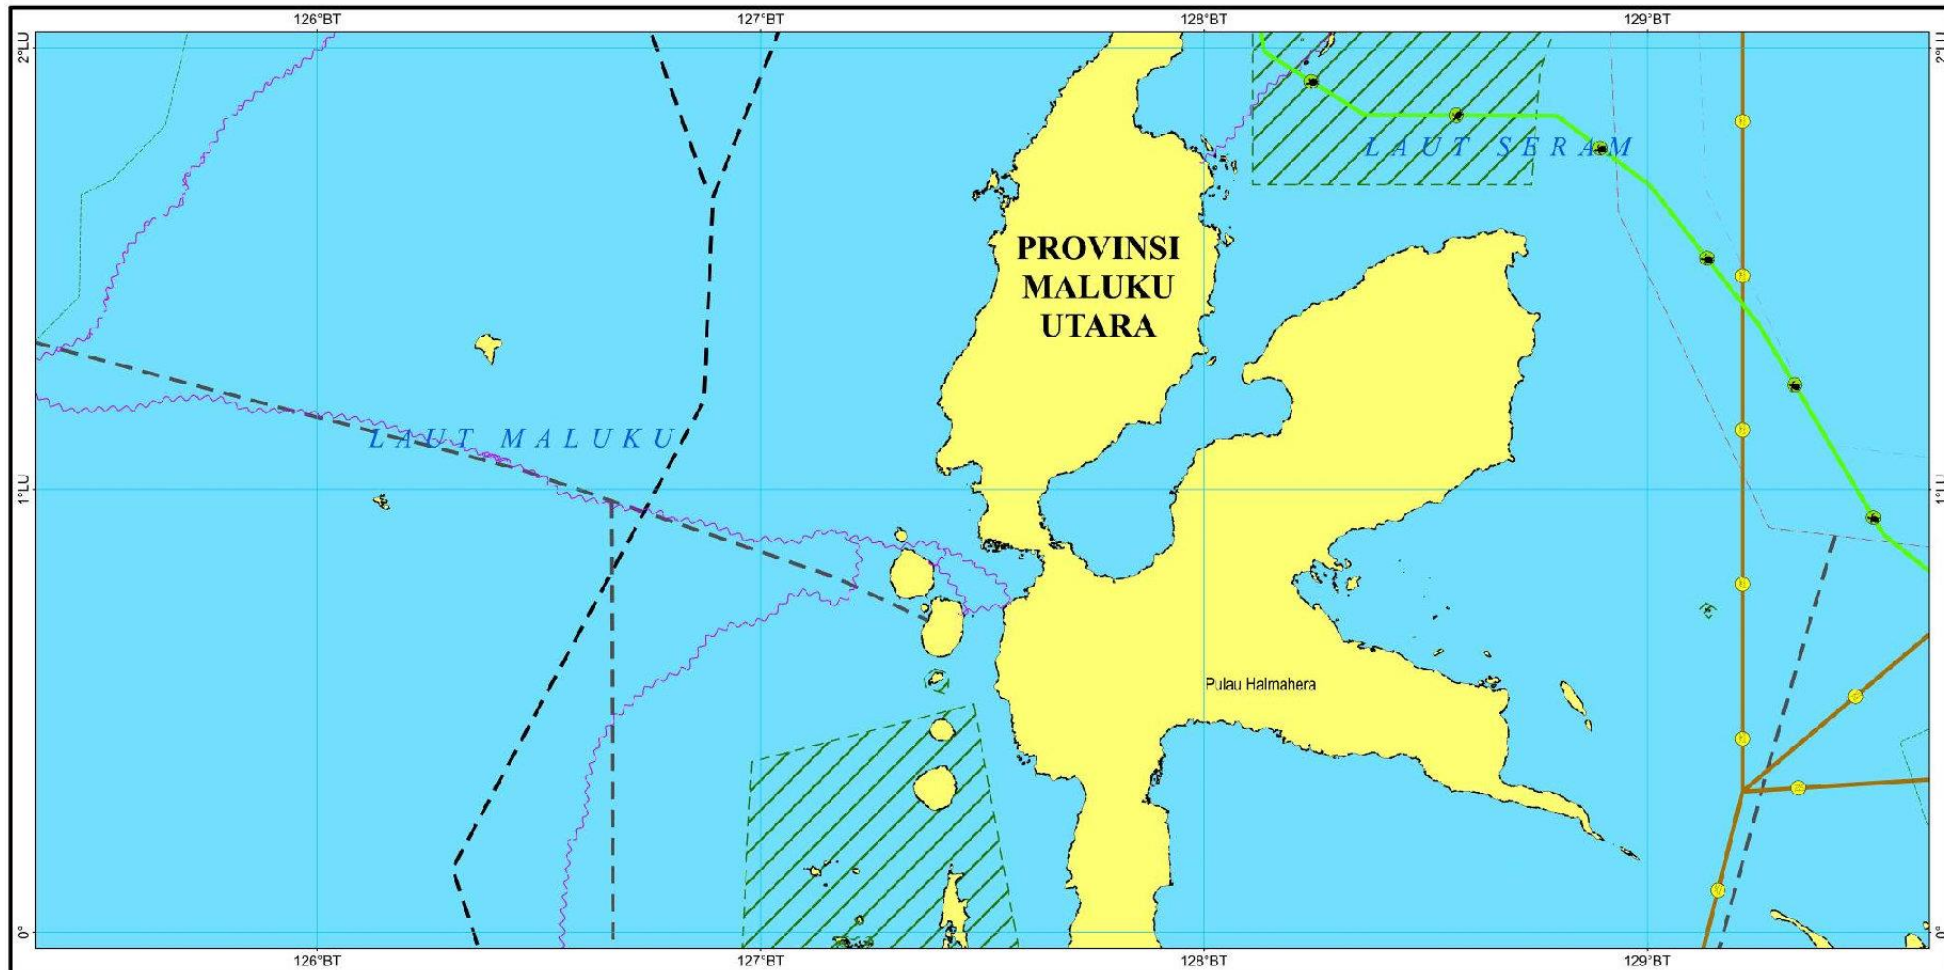 126°BT 127°BT 128°BT 129°BT
2°LU 2°LU
LAUT SERAM
PROVINSI
MALUKU
UTARA
LAUT MALUKU
1°LU 1°LU
Pulau Halmahera
0° 0°
126°BT 127°BT 128°BT 129°BT